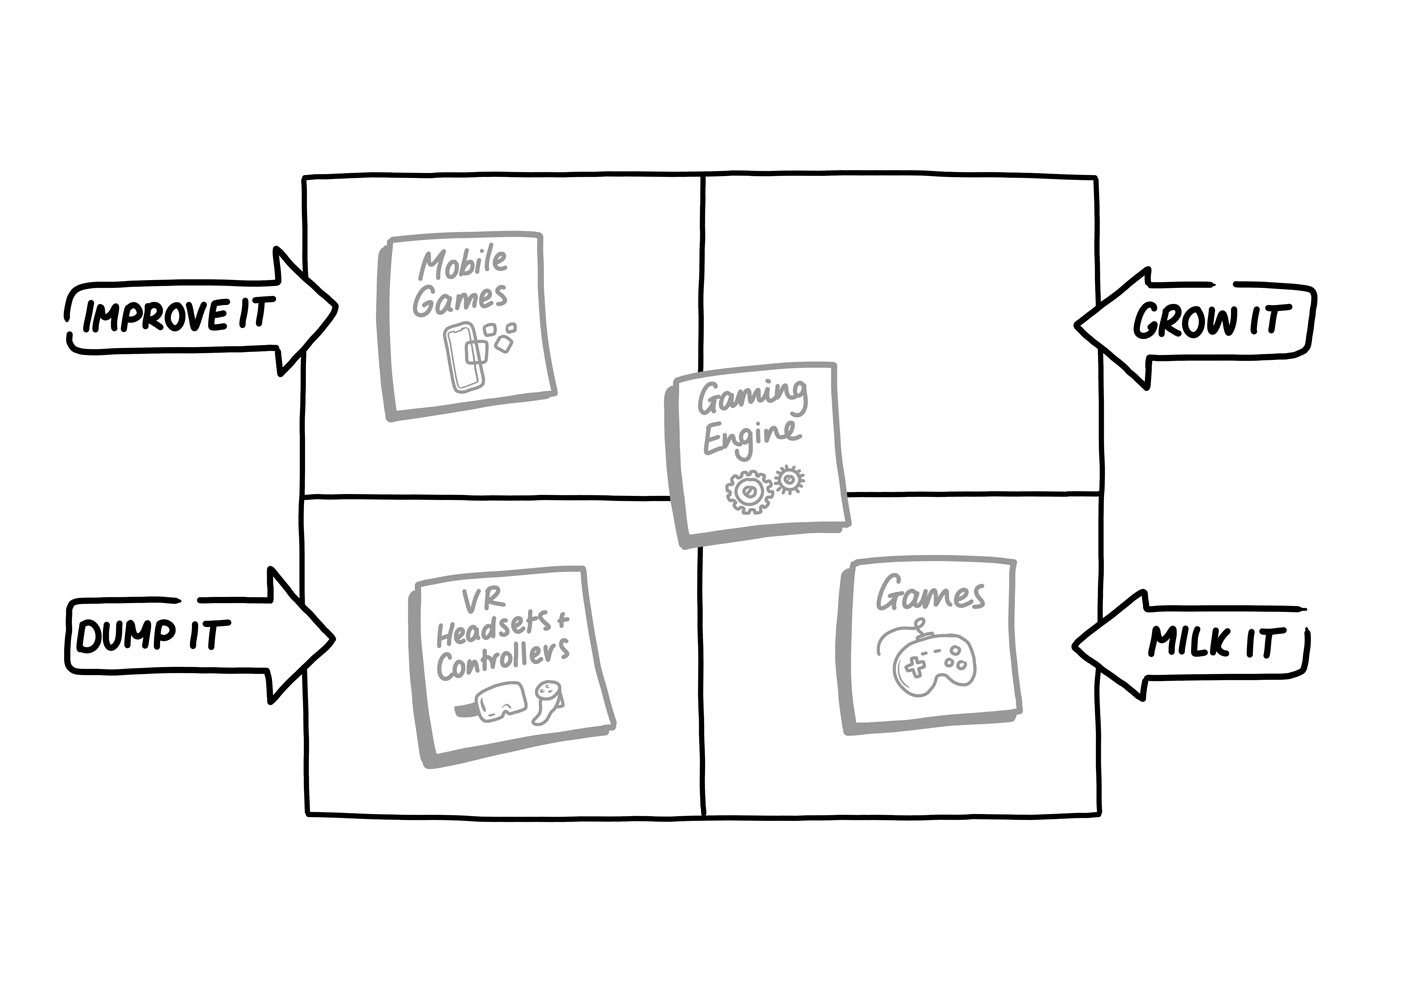 IMPROVE IT
Mobile
Games
GROW IT
Gaming
Engine
DUMP IT
VR
Headsets +
Controllers
Games
MILK IT